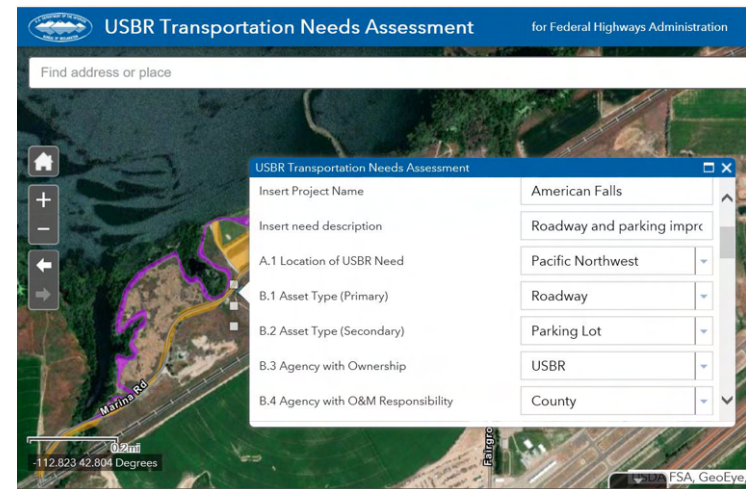 USBR Transportation Needs Assessment
for Federal Highways Administration
Find address or place
USBR Transportation Needs Assessment
Insert Project Name
American Falls
Insert need description
Roadway and parking impro
A.1 Location of USBR Need
Pacific Northwest
B.1 Asset Type (Primary)
Roadway
B.2 Asset Type (Secondary)
Parking Lot
B.3 Agency with Ownership
USBR
B.4 Agency with O&M Responsibility
County
Marina Rd
Fairgro
0.2mi
-112.823 42.804 Degrees
USDA FSA, GeoEye,